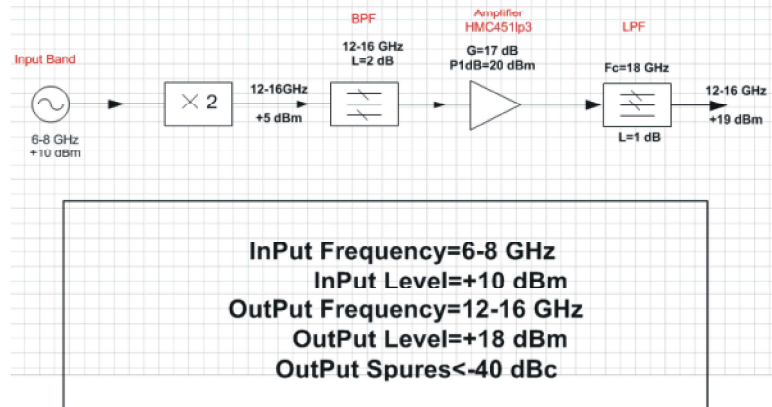 BPF
Amplifier
HMC451lp3
LPF
Input Band
12-16 GHz
L=2 dB
G=17 dB
P1dB=20 dBm
Fc=18 GHz
× 2
12-16GHz
+5 dBm
12-16 GHz
+19 dBm
6-8 GHz
+10 dBm
L=1 dB
InPut Frequency=6-8 GHz
InPut Level=+10 dBm
OutPut Frequency=12-16 GHz
OutPut Level=+18 dBm
OutPut Spures<-40 dBc